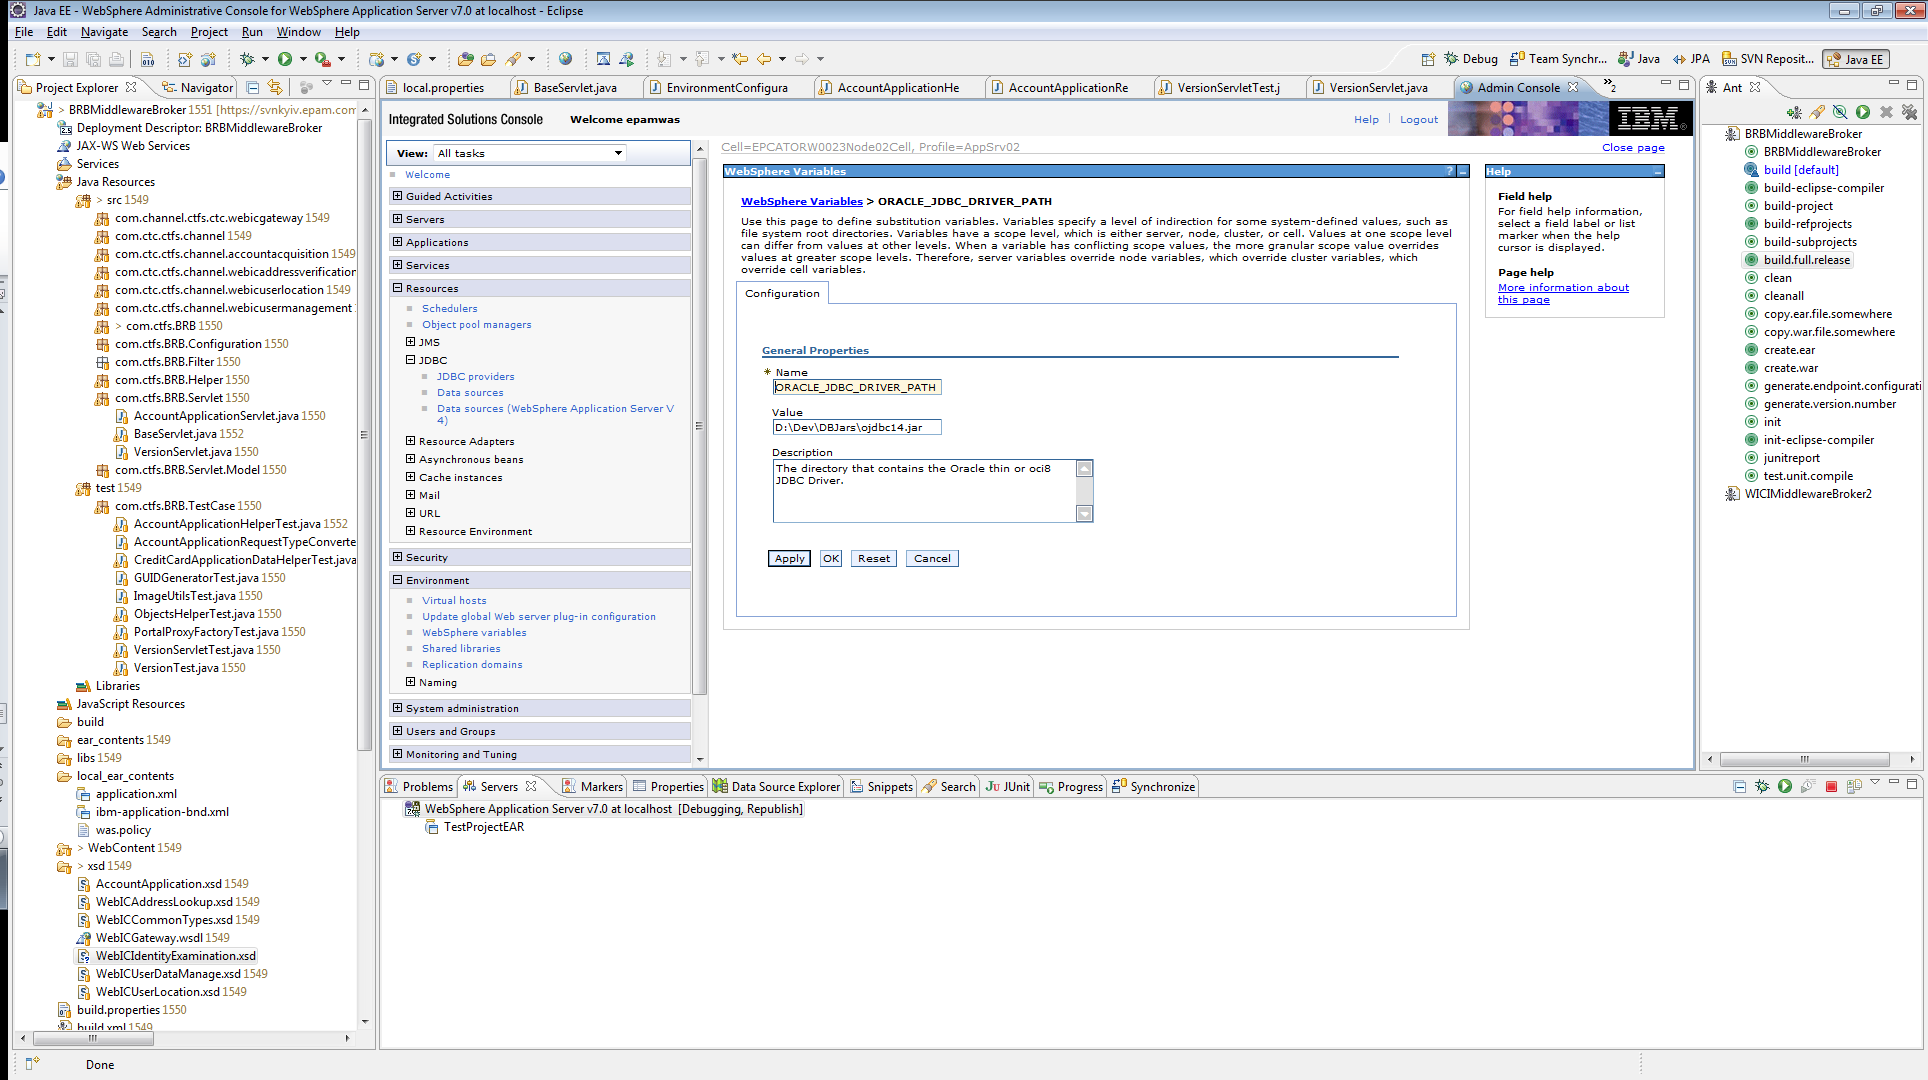 Java EE - WebSphere Administrative Console for WebSphere Application Server v7.0 at localhost - Eclipse
File Edit Navigate Search Project Run Window Help
Debug Team Synchr... Java JPA SVN Reposit... Java EE
Project Explorer Navigator
BRBMiddlewareBroker 1551 [https://svnkyiv.epam.com
Deployment Descriptor: BRBMiddlewareBroker
JAX-WS Web Services
Services
Java Resources
> src 1549
com.channel.ctfs.ctc.webicgateway 1549
com.ctc.ctfs.channel 1549
com.ctc.ctfs.channel.accountacquisition 1549
com.ctc.ctfs.channel.webicaddressverification
com.ctc.ctfs.channel.webicuserlocation 1549
com.ctc.ctfs.channel.webicusermanagement
> com.ctfs.BRB 1550
com.ctfs.BRB.Configuration 1550
com.ctfs.BRB.Filter 1550
com.ctfs.BRB.Helper 1550
com.ctfs.BRB.Servlet 1550
AccountApplicationServlet.java 1550
BaseServlet.java 1552
VersionServlet.java 1550
com.ctfs.BRB.Servlet.Model 1550
test 1549
com.ctfs.BRB.TestCase 1550
AccountApplicationHelperTest.java 1552
AccountApplicationRequestTypeConverte
CreditCardApplicationDataHelperTest.java
GUIDGeneratorTest.java 1550
ImageUtilsTest.java 1550
ObjectsHelperTest.java 1550
PortalProxyFactoryTest.java 1550
VersionServletTest.java 1550
VersionTest.java 1550
Libraries
JavaScript Resources
build
ear_contents 1549
libs 1549
local_ear_contents
application.xml
ibm-application-bnd.xml
was.policy
> WebContent 1549
> xsd 1549
AccountApplication.xsd 1549
WebICAddressLookup.xsd 1549
WebICCommonTypes.xsd 1549
WebICGateway.wsdl 1549
WebICIdentityExamination.xsd
WebICUserDataManage.xsd 1549
WebICUserLocation.xsd 1549
build.properties 1550
build.xml 1549
local.properties BaseServlet.java EnvironmentConfigura AccountApplicationHe AccountApplicationRe VersionServletTest.j VersionServlet.java Admin Console » 2
Integrated Solutions Console Welcome epamwas Help | Logout IBM
View: All tasks
Welcome
Guided Activities
Servers
Applications
Services
Resources
Schedulers
Object pool managers
JMS
JDBC
JDBC providers
Data sources
Data sources (WebSphere Application Server V
4)
Resource Adapters
Asynchronous beans
Cache instances
Mail
URL
Resource Environment
Security
Environment
Virtual hosts
Update global Web server plug-in configuration
WebSphere variables
Shared libraries
Replication domains
Naming
System administration
Users and Groups
Monitoring and Tuning
Cell=EPCATORW0023Node02Cell, Profile=AppSrv02 Close page
WebSphere Variables
WebSphere Variables > ORACLE_JDBC_DRIVER_PATH
Use this page to define substitution variables. Variables specify a level of indirection for some system-defined values, such as
file system root directories. Variables have a scope level, which is either server, node, cluster, or cell. Values at one scope level
can differ from values at other levels. When a variable has conflicting scope values, the more granular scope value overrides
values at greater scope levels. Therefore, server variables override node variables, which override cluster variables, which
override cell variables.
Configuration
General Properties
* Name
ORACLE_JDBC_DRIVER_PATH
Value
D:\Dev\DBJars\ojdbc14.jar
Description
The directory that contains the Oracle thin or oci8
JDBC Driver.
Apply OK Reset Cancel
Help
Field help
For field help information,
select a field label or list
marker when the help
cursor is displayed.
Page help
More information about
this page
Ant
BRBMiddlewareBroker
BRBMiddlewareBroker
build [default]
build-eclipse-compiler
build-project
build-refprojects
build-subprojects
build.full.release
clean
cleanall
copy.ear.file.somewhere
copy.war.file.somewhere
create.ear
create.war
generate.endpoint.configurati
generate.version.number
init
init-eclipse-compiler
junitreport
test.unit.compile
WICIMiddlewareBroker2
Problems Servers Markers Properties Data Source Explorer Snippets Search JUnit Progress Synchronize
WebSphere Application Server v7.0 at localhost [Debugging, Republish]
TestProjectEAR
Done